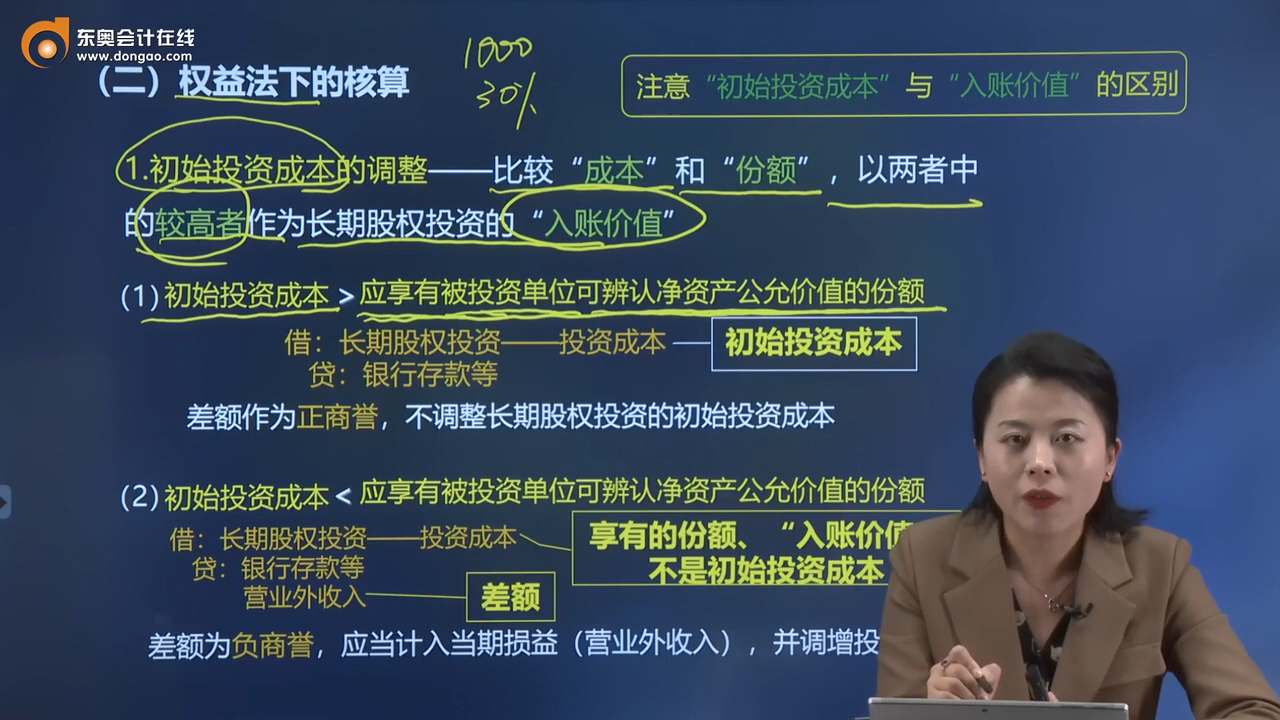 东奥会计在线
www.dongao.com
1000
30%
（二）权益法下的核算
注意“初始投资成本”与“入账价值”的区别
1.初始投资成本的调整——比较“成本”和“份额”，以两者中
的较高者作为长期股权投资的“入账价值”
(1)初始投资成本＞应享有被投资单位可辨认净资产公允价值的份额
借：长期股权投资——投资成本
初始投资成本
贷：银行存款等
差额作为正商誉，不调整长期股权投资的初始投资成本
(2)初始投资成本＜应享有被投资单位可辨认净资产公允价值的份额
借：长期股权投资——投资成本
享有的份额、“入账价
不是初始投资成本
贷：银行存款等
营业外收入
差额
差额为负商誉，应当计入当期损益（营业外收入），并调增投